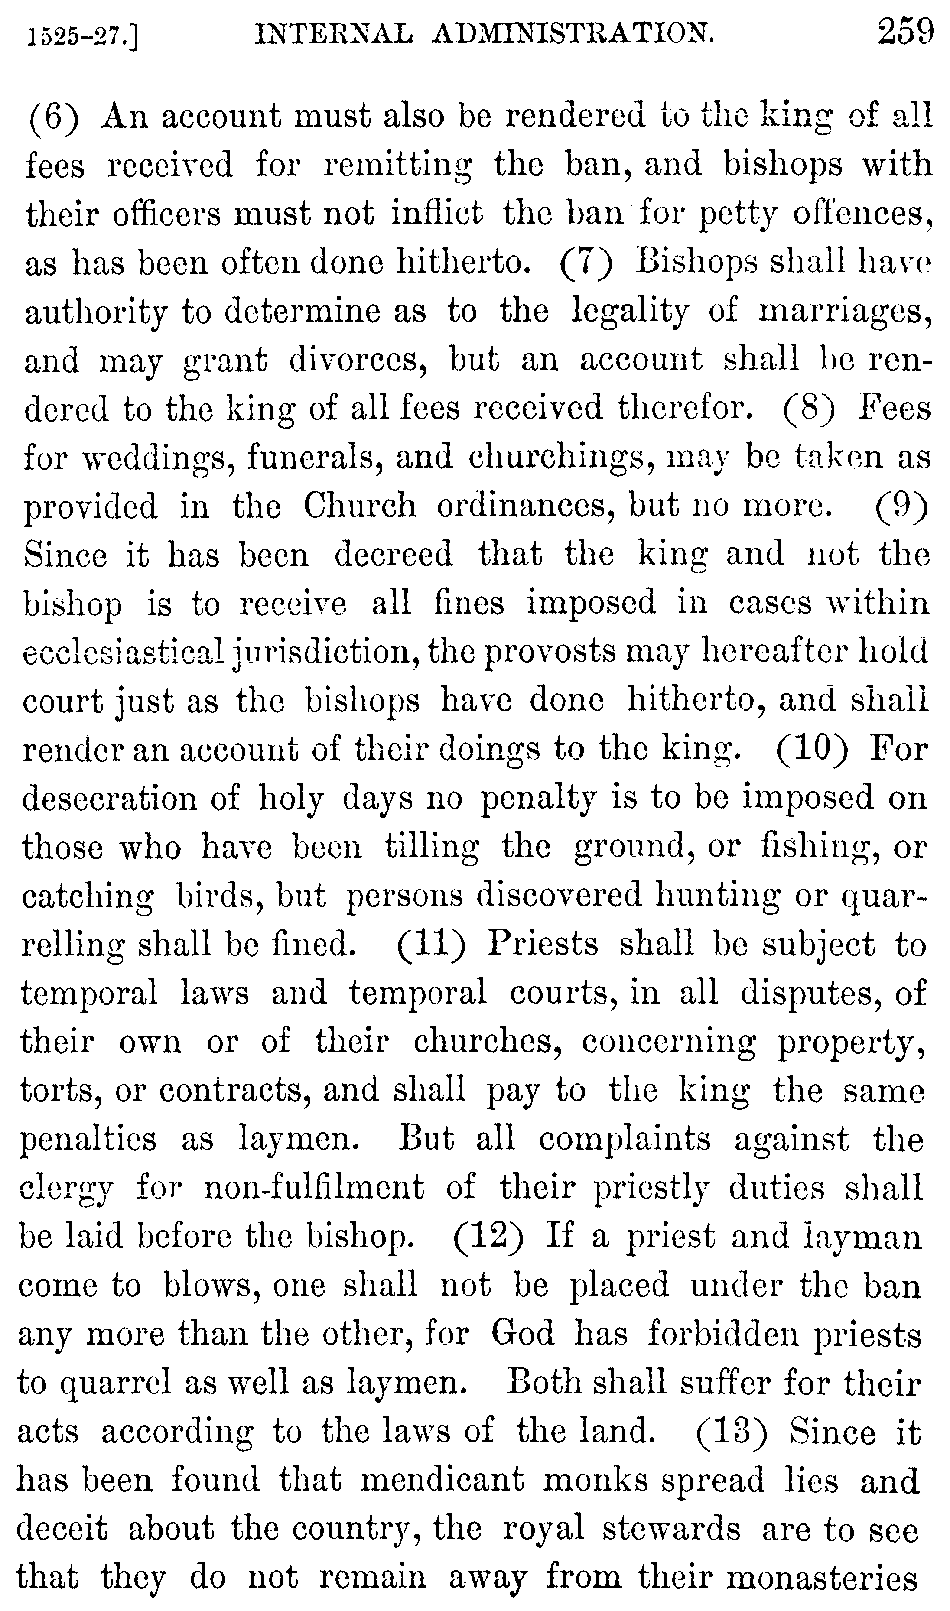 1525–27.] INTERNAL ADMINISTRATION. 259
(6) An account must also be rendered to the king of all
fees received for remitting the ban, and bishops with
their officers must not inflict the ban for petty offences,
as has been often done hitherto. (7) Bishops shall have
authority to determine as to the legality of marriages,
and may grant divorces, but an account shall be ren-
dered to the king of all fees received therefor. (8) Fees
for weddings, funerals, and churchings, may be taken as
provided in the Church ordinances, but no more. (9)
Since it has been decreed that the king and not the
bishop is to receive all fines imposed in cases within
ecclesiastical jurisdiction, the provosts may hereafter hold
court just as the bishops have done hitherto, and shall
render an account of their doings to the king. (10) For
desecration of holy days no penalty is to be imposed on
those who have been tilling the ground, or fishing, or
catching birds, but persons discovered hunting or quar-
relling shall be fined. (11) Priests shall be subject to
temporal laws and temporal courts, in all disputes, of
their own or of their churches, concerning property,
torts, or contracts, and shall pay to the king the same
penalties as laymen. But all complaints against the
clergy for non-fulfilment of their priestly duties shall
be laid before the bishop. (12) If a priest and layman
come to blows, one shall not be placed under the ban
any more than the other, for God has forbidden priests
to quarrel as well as laymen. Both shall suffer for their
acts according to the laws of the land. (13) Since it
has been found that mendicant monks spread lies and
deceit about the country, the royal stewards are to see
that they do not remain away from their monasteries